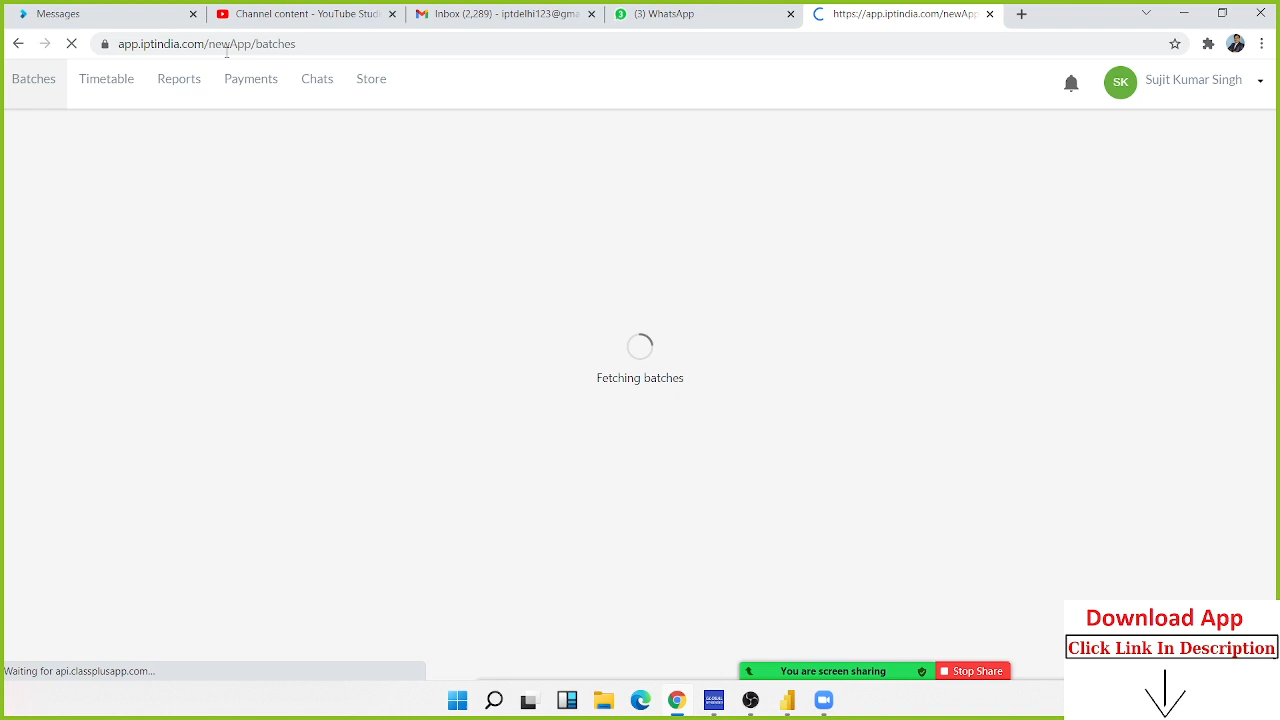 Messages
Channel content - YouTube Studi
Inbox (2,289) - iptdelhi123@gma
(3) WhatsApp
https://app.iptindia.com/newApp
app.iptindia.com/newApp/batches
Batches
Timetable
Reports
Payments
Chats
Store
SK
Sujit Kumar Singh
Fetching batches
Download App
Click Link In Description
Waiting for api.classplusapp.com...
You are screen sharing
Stop Share